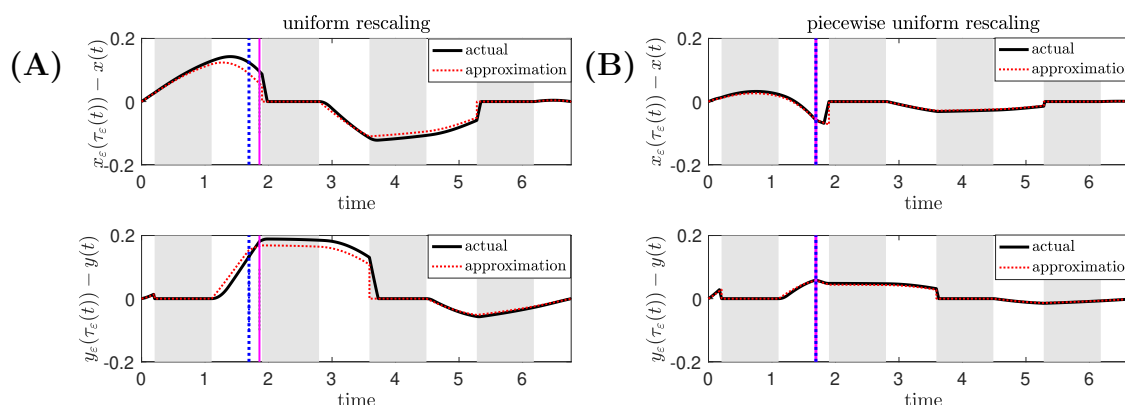 (A)
uniform rescaling
x_ε(τ_ε(t)) − x(t)
0.2
0
-0.2
actual
approximation
0 1 2 3 4 5 6
time
y_ε(τ_ε(t)) − y(t)
0.2
0
-0.2
actual
approximation
0 1 2 3 4 5 6
time
(B)
piecewise uniform rescaling
x_ε(τ_ε(t)) − x(t)
0.2
0
-0.2
actual
approximation
0 1 2 3 4 5 6
time
y_ε(τ_ε(t)) − y(t)
0.2
0
-0.2
actual
approximation
0 1 2 3 4 5 6
time